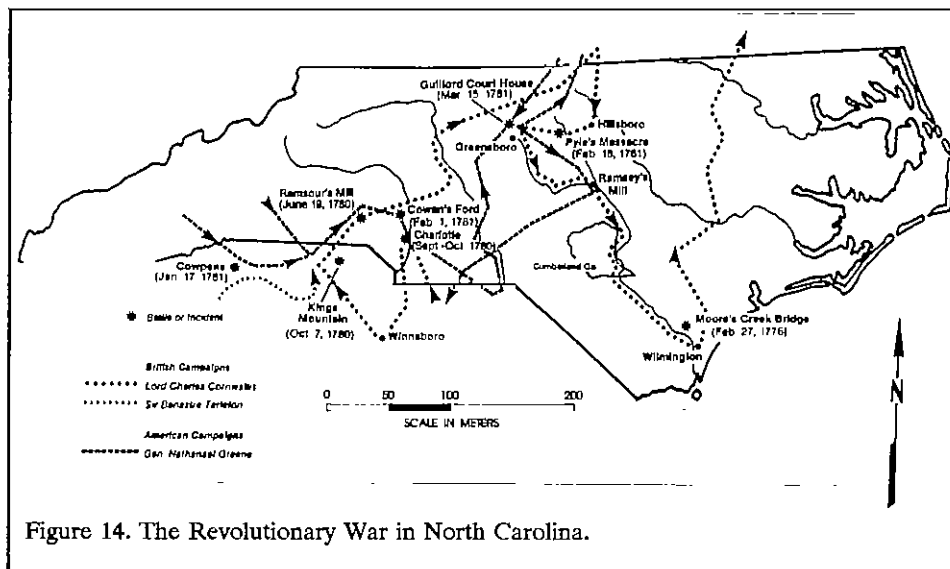 Guilford Court House
(Mar 15 1781)
Hillsboro
Greensboro
Pyle's Massacre
(Feb 18, 1781)
Ramsey's
Mill
Ramsour's Mill
(June 19, 1780)
Cowan's Ford
(Feb 1, 1781)
Charlotte
(Sept-Oct 1780)
Cowpens
(Jan 17 1781)
Cumberland Co
Kings
Mountain
(Oct 7, 1780)
Winnsboro
Moore's Creek Bridge
(Feb 27, 1776)
Wilmington
Battle or Incident
British Campaigns
Lord Charles Cornwallis
Sir Banastre Tarleton
American Campaigns
Gen. Nathanael Greene
0 50 100 200
SCALE IN METERS
N
Figure 14. The Revolutionary War in North Carolina.